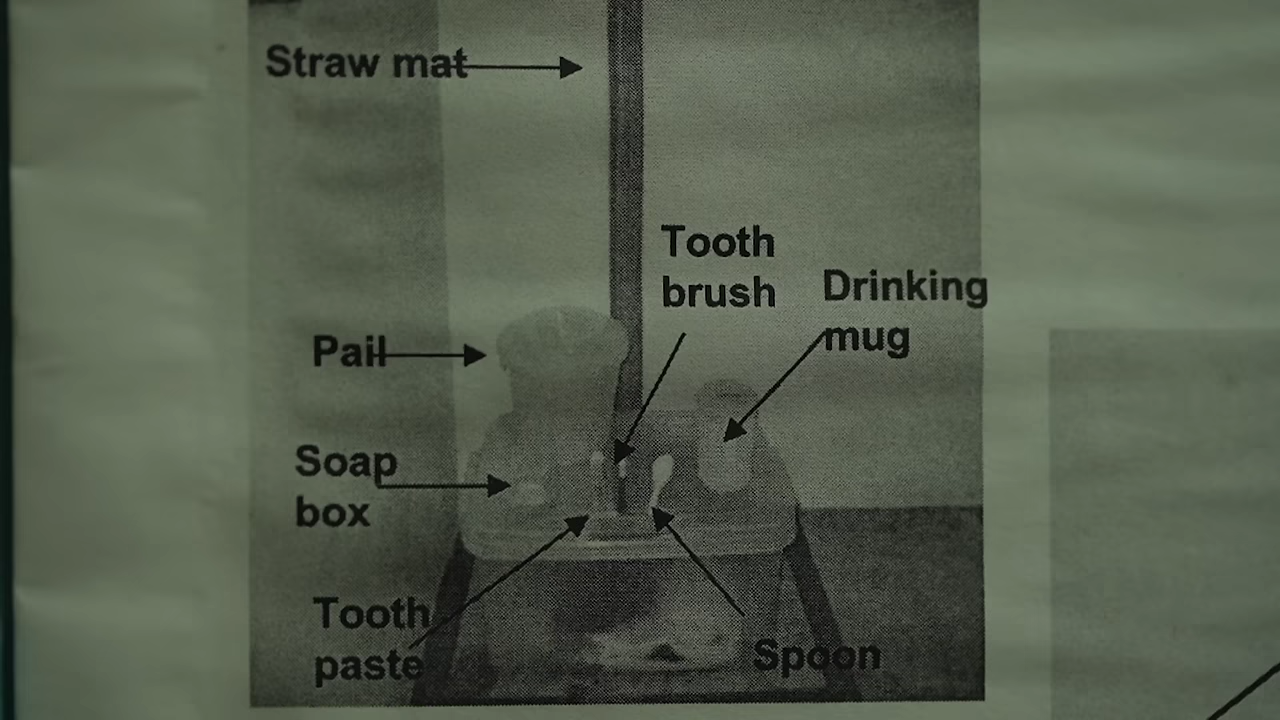 Straw mat
Tooth
brush
Drinking
mug
Pail
Soap
box
Tooth
paste
Spoon